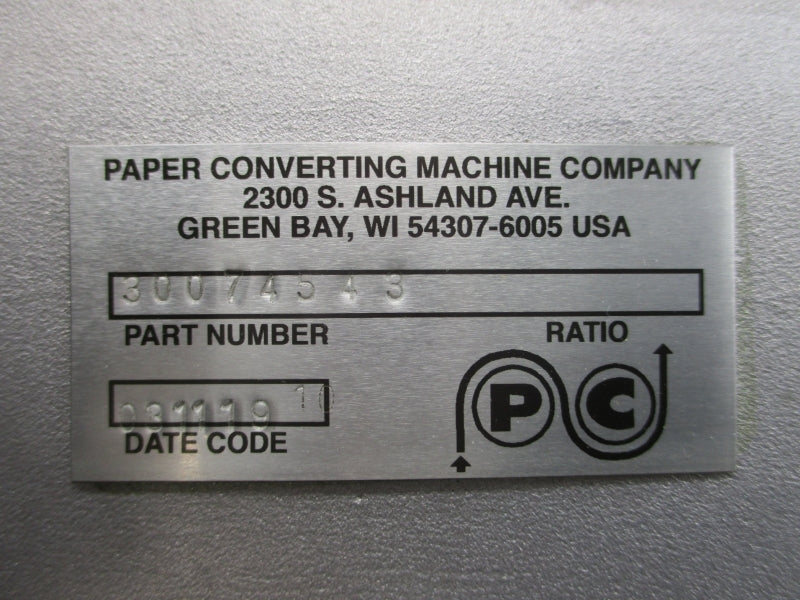 PAPER CONVERTING MACHINE COMPANY
2300 S. ASHLAND AVE.
GREEN BAY, WI 54307-6005 USA
30074543
PART NUMBER RATIO
031119 10
DATE CODE
P C